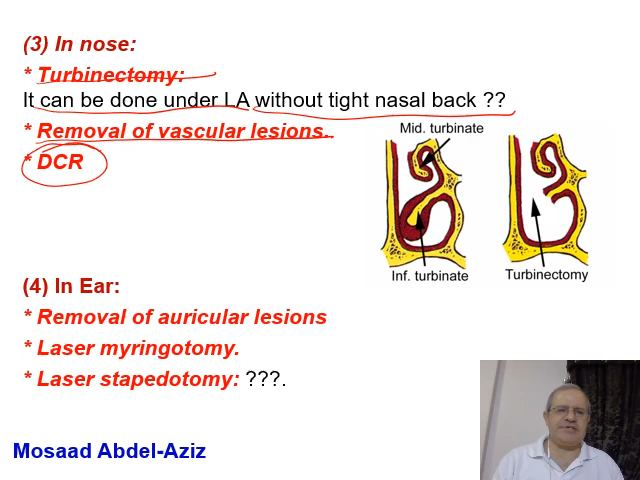 (3) In nose:
* Turbinectomy:
It can be done under LA without tight nasal back ??
* Removal of vascular lesions.
* DCR
Mid. turbinate
Inf. turbinate
Turbinectomy
(4) In Ear:
* Removal of auricular lesions
* Laser myringotomy.
* Laser stapedotomy: ???.
Mosaad Abdel-Aziz